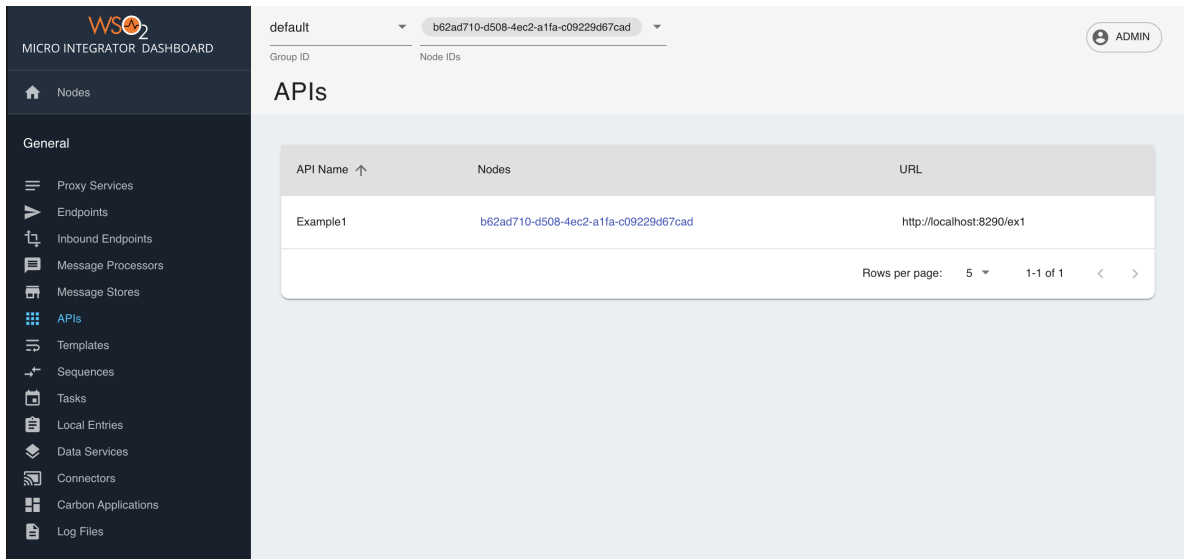 WSO2
MICRO INTEGRATOR DASHBOARD
Nodes
General
Proxy Services
Endpoints
Inbound Endpoints
Message Processors
Message Stores
APIs
Templates
Sequences
Tasks
Local Entries
Data Services
Connectors
Carbon Applications
Log Files
default b62ad710-d508-4ec2-a1fa-c09229d67cad
Group ID Node IDs
ADMIN
APIs
API Name Nodes URL
Example1 b62ad710-d508-4ec2-a1fa-c09229d67cad http://localhost:8290/ex1
Rows per page: 5 1-1 of 1